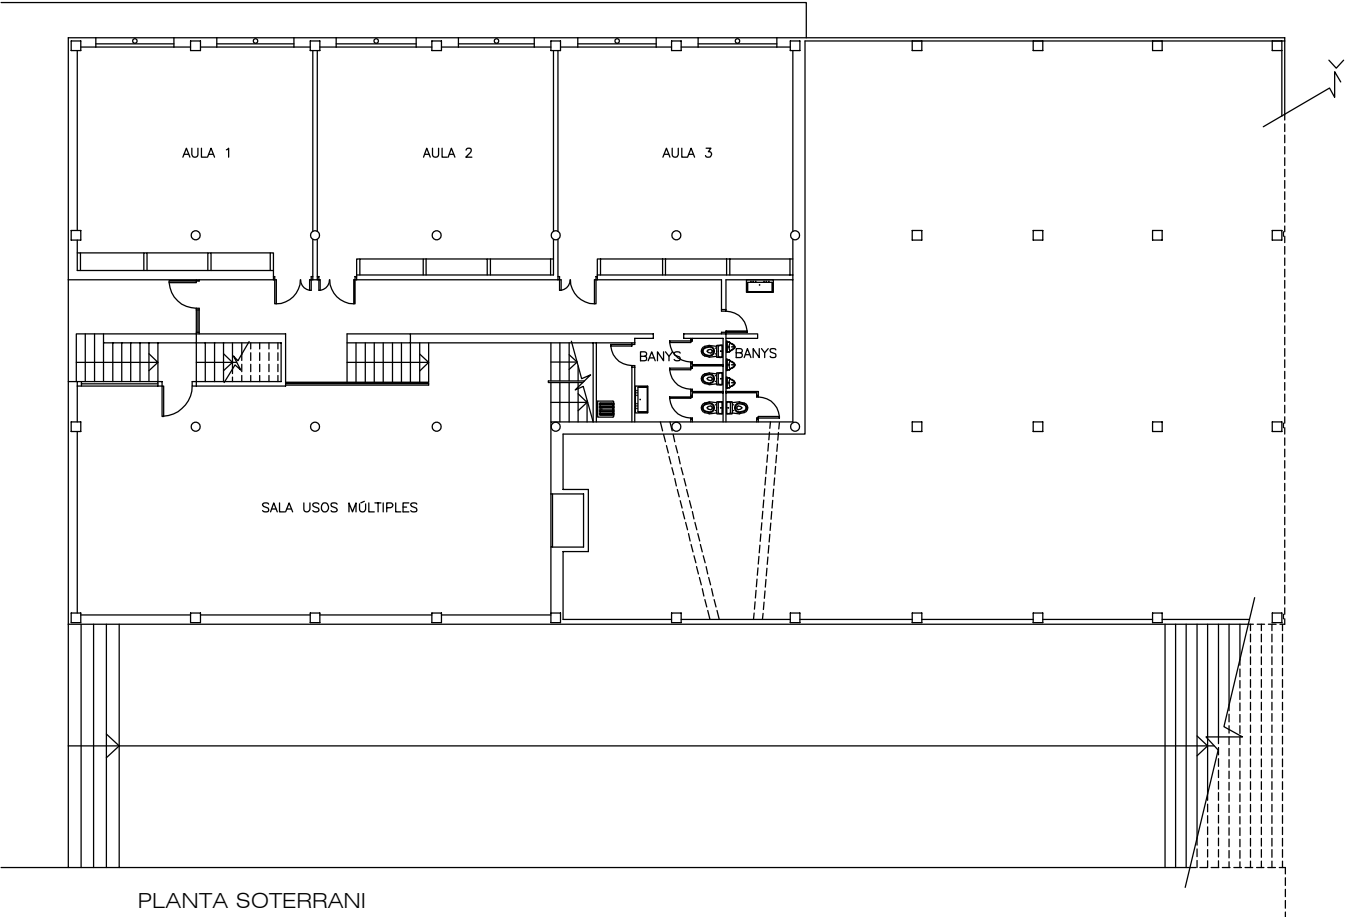 AULA 1
AULA 2
AULA 3
BANYS
BANYS
SALA USOS MÚLTIPLES
PLANTA SOTERRANI